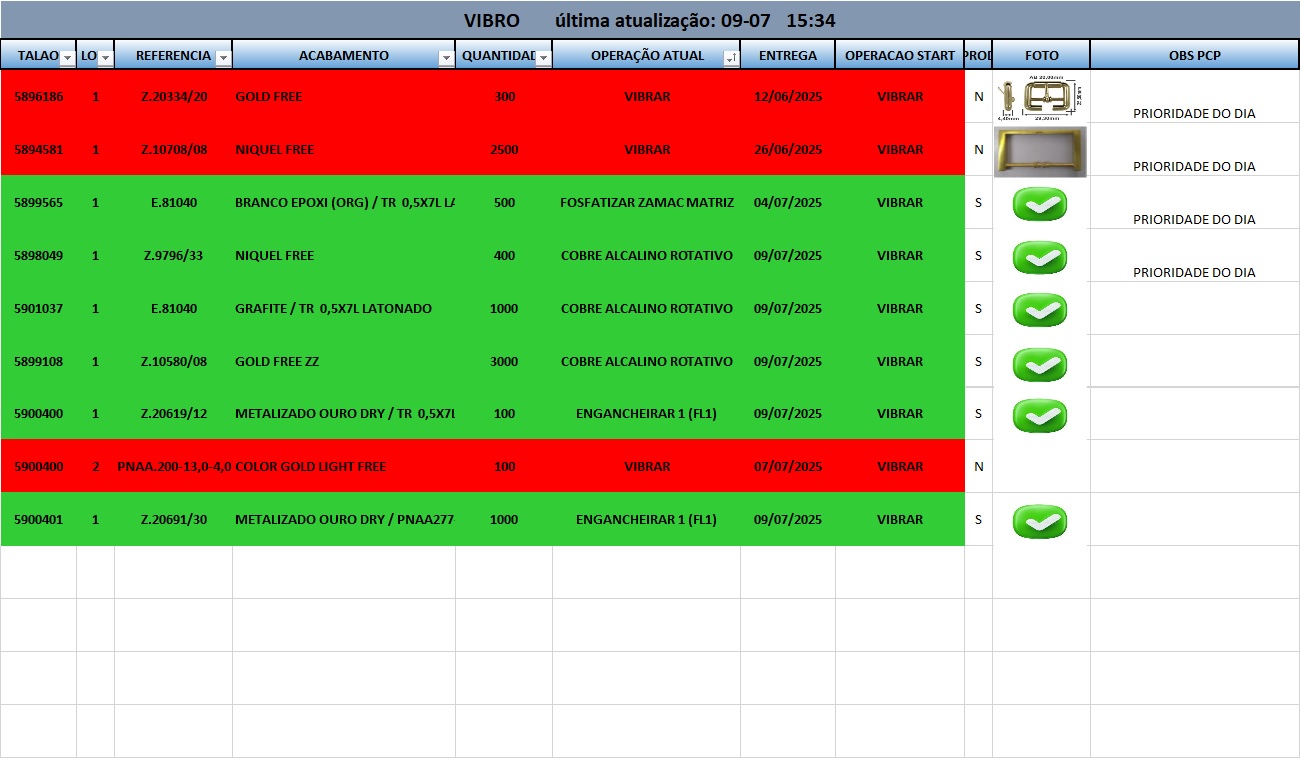 VIBRO última atualização: 09-07 15:34
TALAO LO REFERENCIA ACABAMENTO QUANTIDAD OPERAÇÃO ATUAL ENTREGA OPERACAO START PROD FOTO OBS PCP
5896186 1 Z.20334/20 GOLD FREE 300 VIBRAR 12/06/2025 VIBRAR N PRIORIDADE DO DIA
5894581 1 Z.10708/08 NIQUEL FREE 2500 VIBRAR 26/06/2025 VIBRAR N PRIORIDADE DO DIA
5899565 1 E.81040 BRANCO EPOXI (ORG) / TR 0,5X7L LA 500 FOSFATIZAR ZAMAC MATRIZ 04/07/2025 VIBRAR S PRIORIDADE DO DIA
5898049 1 Z.9796/33 NIQUEL FREE 400 COBRE ALCALINO ROTATIVO 09/07/2025 VIBRAR S PRIORIDADE DO DIA
5901037 1 E.81040 GRAFITE / TR 0,5X7L LATONADO 1000 COBRE ALCALINO ROTATIVO 09/07/2025 VIBRAR S
5899108 1 Z.10580/08 GOLD FREE ZZ 3000 COBRE ALCALINO ROTATIVO 09/07/2025 VIBRAR S
5900400 1 Z.20619/12 METALIZADO OURO DRY / TR 0,5X7L 100 ENGANCHEIRAR 1 (FL1) 09/07/2025 VIBRAR S
5900400 2 PNAA.200-13,0-4,0 COLOR GOLD LIGHT FREE 100 VIBRAR 07/07/2025 VIBRAR N
5900401 1 Z.20691/30 METALIZADO OURO DRY / PNAA277 1000 ENGANCHEIRAR 1 (FL1) 09/07/2025 VIBRAR S